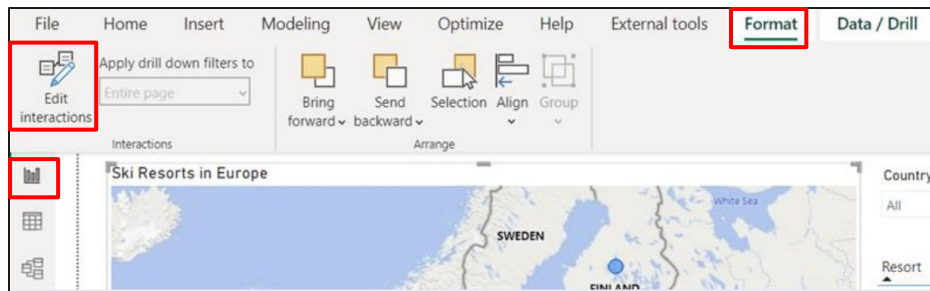 File Home Insert Modeling View Optimize Help External tools Format Data / Drill
Edit
interactions
Apply drill down filters to
Entire page
Interactions
Bring
forward
Send
backward
Selection
Align
Group
Arrange
Ski Resorts in Europe
White Sea
SWEDEN
FINLAND
Country
All
Resort